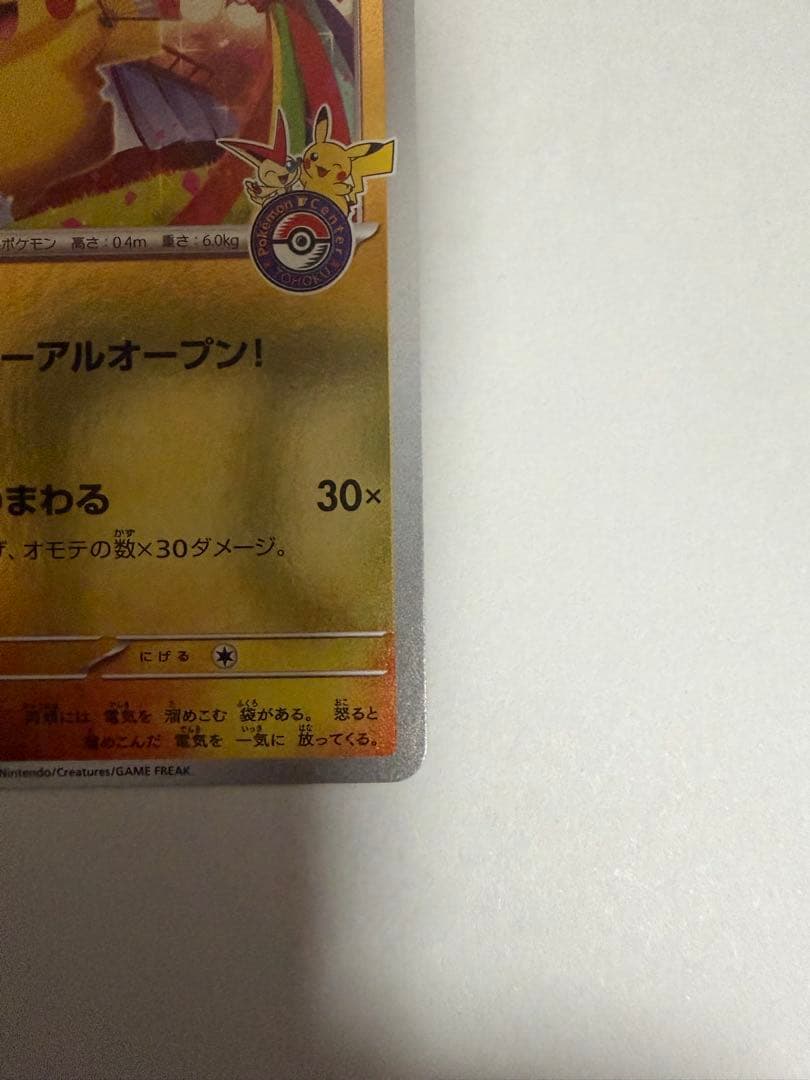 ポケモン 高さ:0.4m 重さ:6.0kg
Pokémon Center
TOHOKU
ーアルオープン!
まわる 30×
、オモテの数×30ダメージ。
にげる
には 電気を 溜めこむ 袋がある。 怒ると
溜めこんだ 電気を 一気に 放ってくる。
Nintendo/Creatures/GAME FREAK